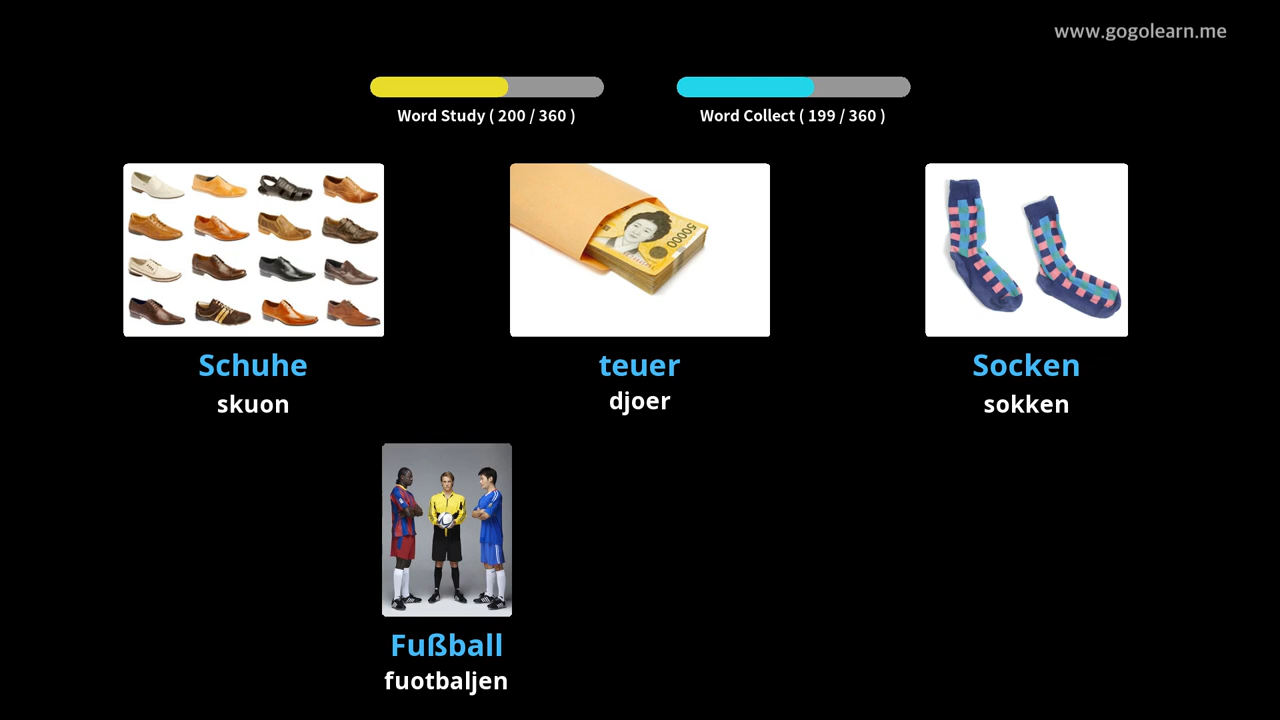 www.gogolearn.me
Word Study ( 200 / 360 )
Word Collect ( 199 / 360 )
50000
Schuhe
skuon
teuer
djoer
Socken
sokken
Fußball
fuotbaljen